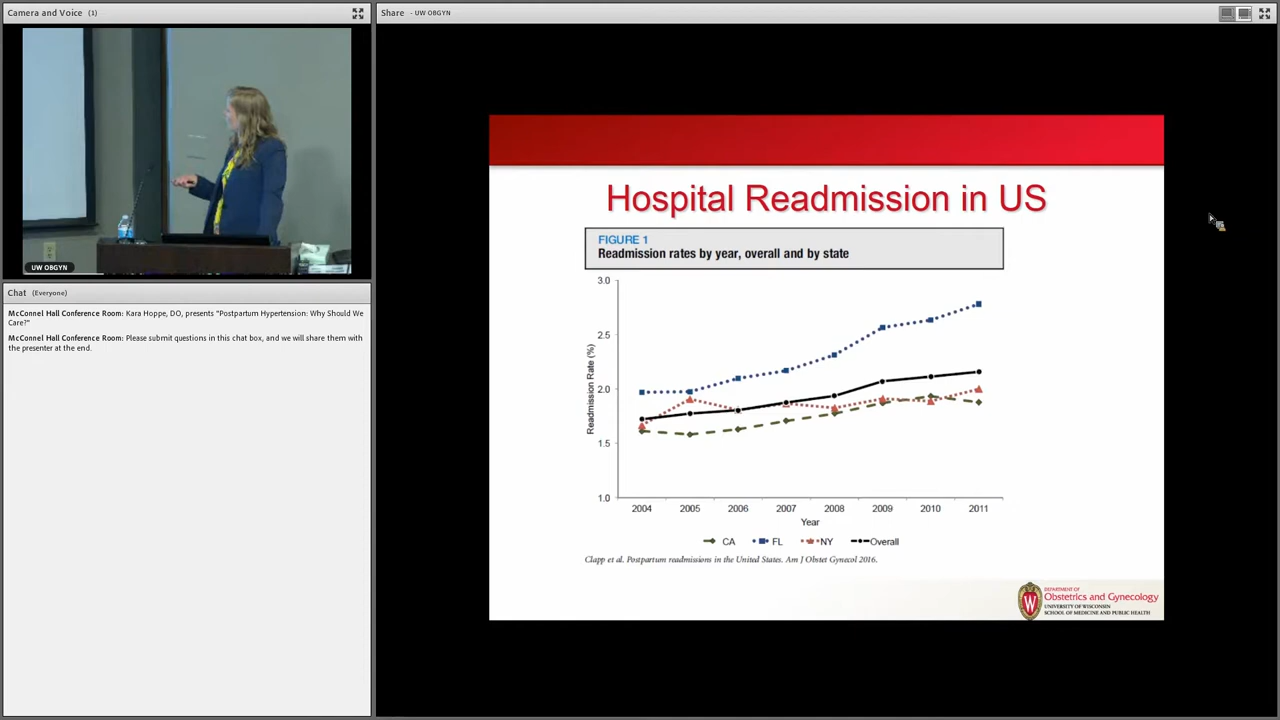 Camera and Voice (1)
UW OBGYN
Chat (Everyone)
McConnel Hall Conference Room: Kara Hoppe, DO, presents "Postpartum Hypertension: Why Should We
Care?"
McConnel Hall Conference Room: Please submit questions in this chat box, and we will share them with
the presenter at the end.
Share - UW OBGYN
Hospital Readmission in US
FIGURE 1
Readmission rates by year, overall and by state
Readmission Rate (%)
3.0
2.5
2.0
1.5
1.0
2004 2005 2006 2007 2008 2009 2010 2011
Year
CA FL NY Overall
Clapp et al. Postpartum readmissions in the United States. Am J Obstet Gynecol 2016.
W
DEPARTMENT OF
Obstetrics and Gynecology
UNIVERSITY OF WISCONSIN
SCHOOL OF MEDICINE AND PUBLIC HEALTH